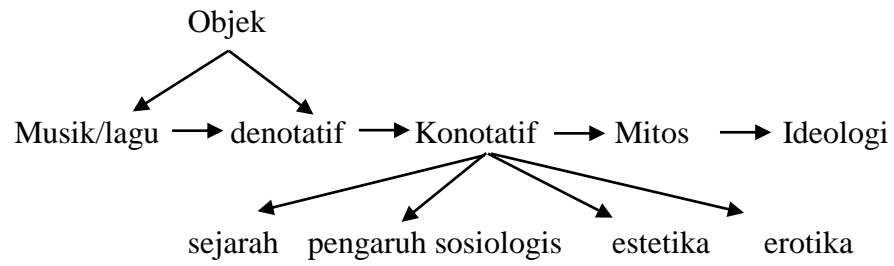 Objek
Musik/lagu denotatif Konotatif Mitos Ideologi
sejarah pengaruh sosiologis estetika erotika